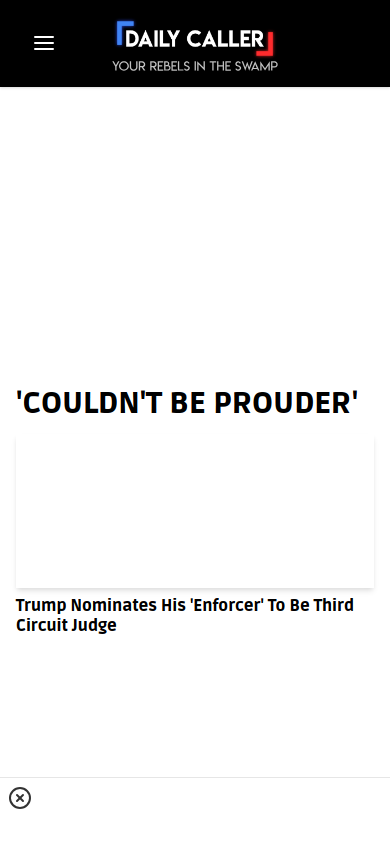 DAILY CALLER
YOUR REBELS IN THE SWAMP
'COULDN'T BE PROUDER'
Trump Nominates His 'Enforcer' To Be Third
Circuit Judge